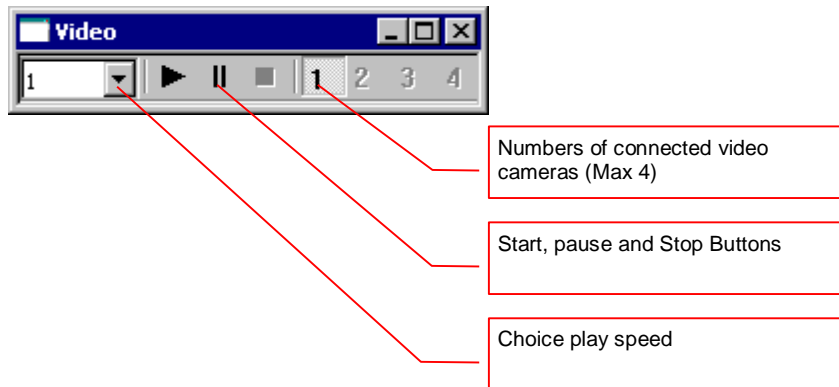 Video
1 1 2 3 4
Numbers of connected video
cameras (Max 4)
Start, pause and Stop Buttons
Choice play speed